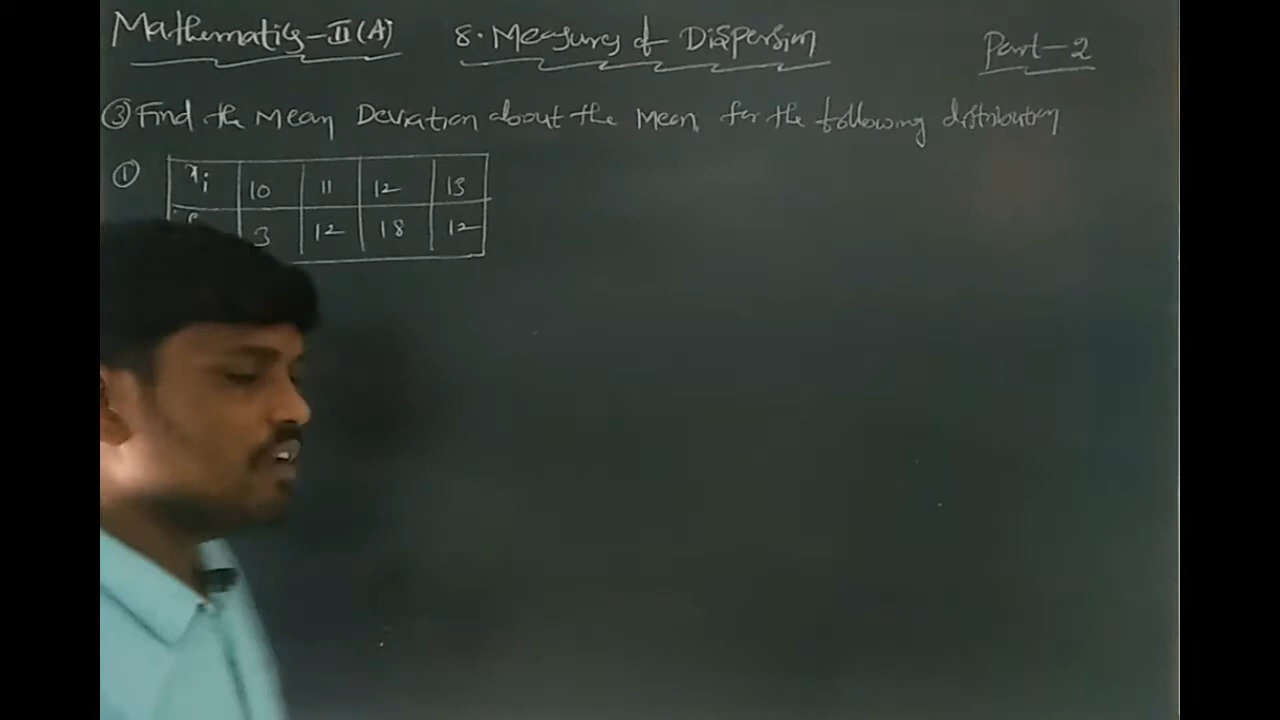 Mathematics-II(A) 8. Measures of Dispersion Part-2
③ Find the Mean Deviation about the Mean for the following distribution
① xi 10 11 12 13
3 12 18 12